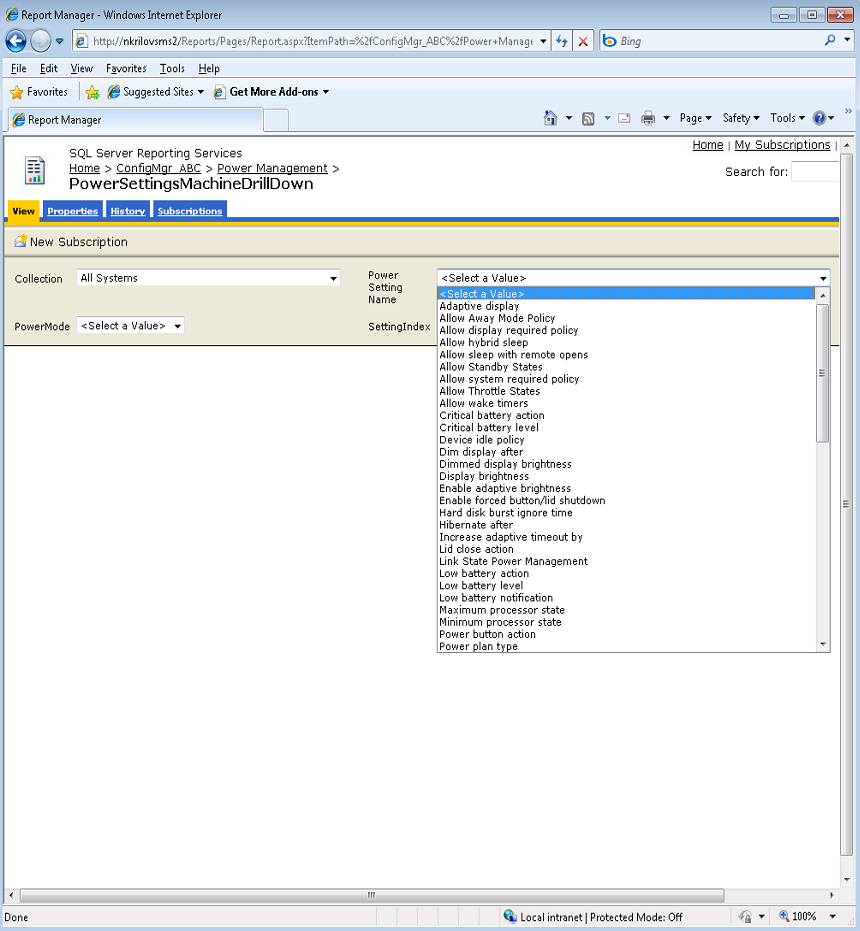 Report Manager - Windows Internet Explorer
http://nkrilovsms2/Reports/Pages/Report.aspx?ItemPath=%2fConfigMgr_ABC%2fPower+Manage
Bing
File Edit View Favorites Tools Help
Favorites Suggested Sites Get More Add-ons
Report Manager
Page Safety Tools
Home | My Subscriptions |
SQL Server Reporting Services
Home > ConfigMgr_ABC > Power Management >
PowerSettingsMachineDrillDown
Search for:
View Properties History Subscriptions
New Subscription
Collection All Systems
Power Setting Name <Select a Value>
PowerMode <Select a Value>
SettingIndex
<Select a Value>
Adaptive display
Allow Away Mode Policy
Allow display required policy
Allow hybrid sleep
Allow sleep with remote opens
Allow Standby States
Allow system required policy
Allow Throttle States
Allow wake timers
Critical battery action
Critical battery level
Device idle policy
Dim display after
Dimmed display brightness
Display brightness
Enable adaptive brightness
Enable forced button/lid shutdown
Hard disk burst ignore time
Hibernate after
Increase adaptive timeout by
Lid close action
Link State Power Management
Low battery action
Low battery level
Low battery notification
Maximum processor state
Minimum processor state
Power button action
Power plan type
Done
Local intranet | Protected Mode: Off
100%